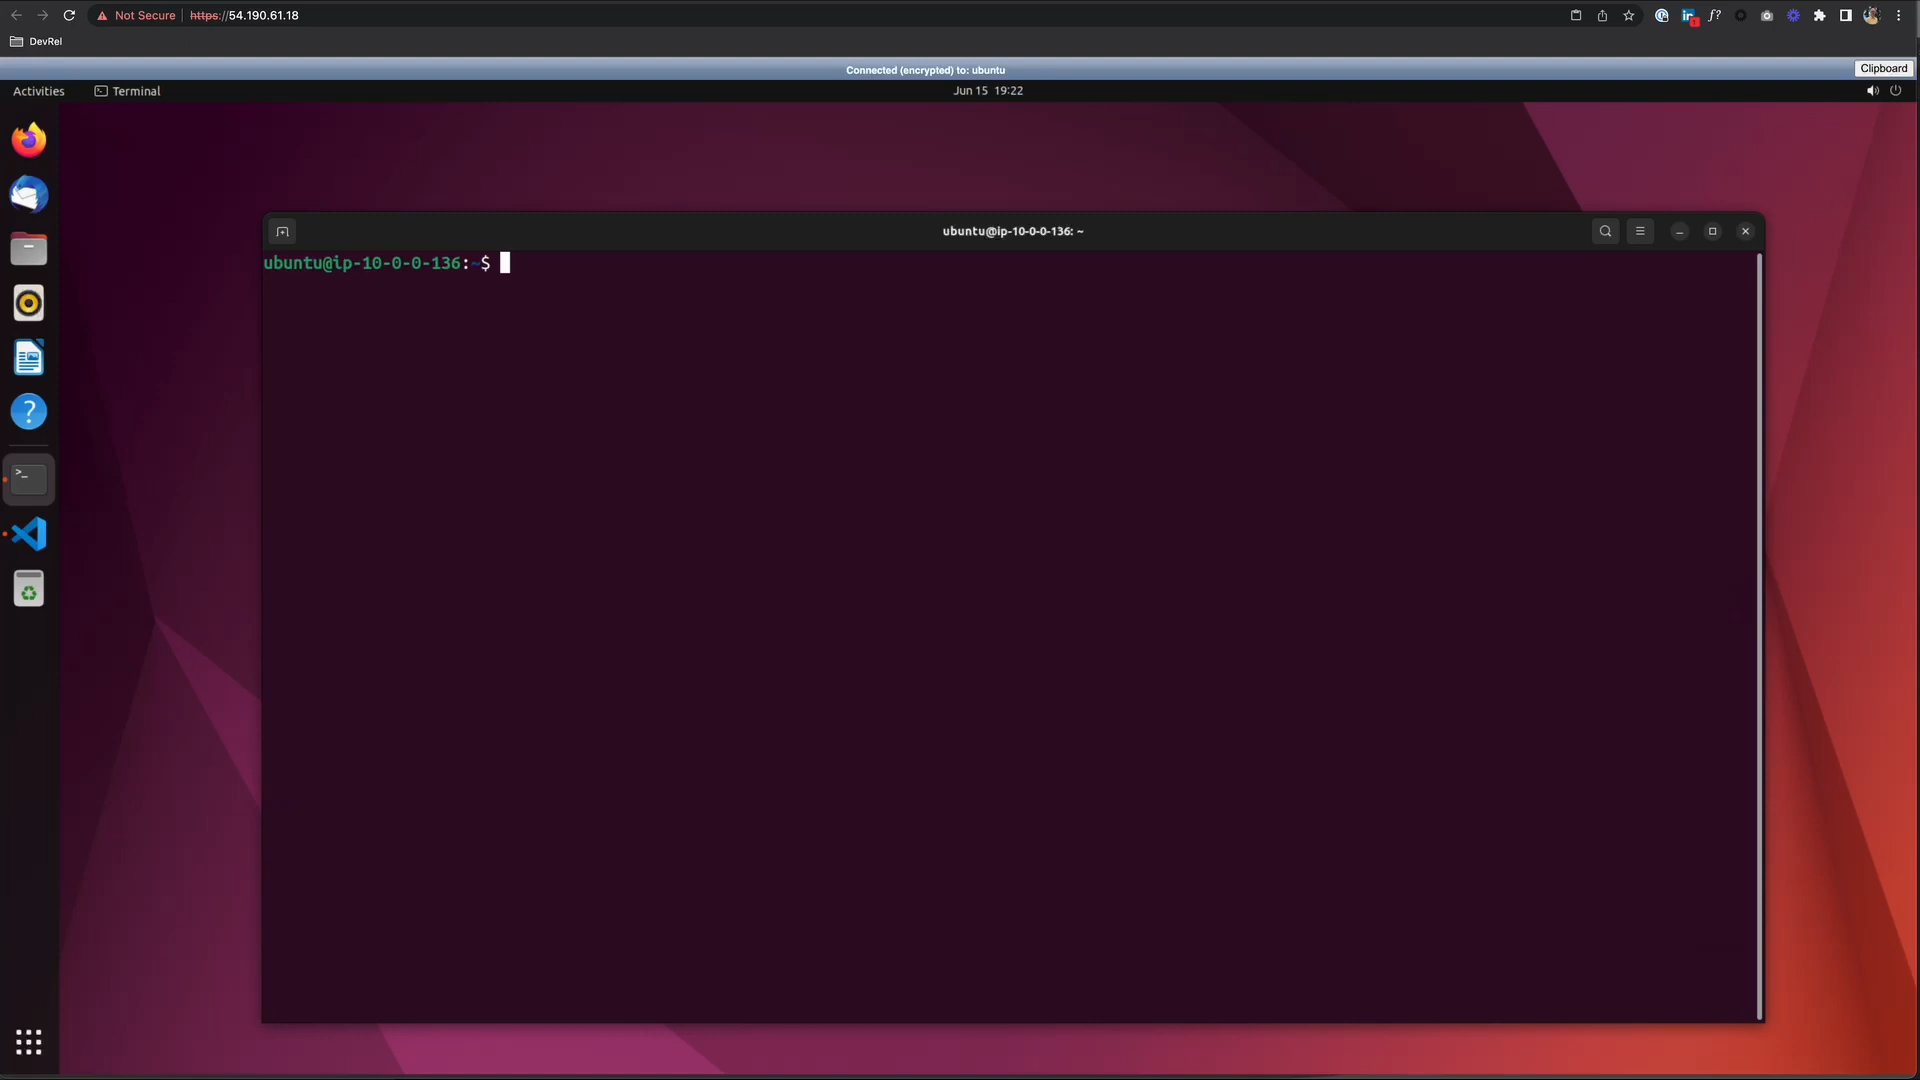 Not Secure https://54.190.61.18
DevRel
Connected (encrypted) to: ubuntu
Clipboard
Activities
Terminal
Jun 15 19:22
ubuntu@ip-10-0-0-136: ~
ubuntu@ip-10-0-0-136:~$